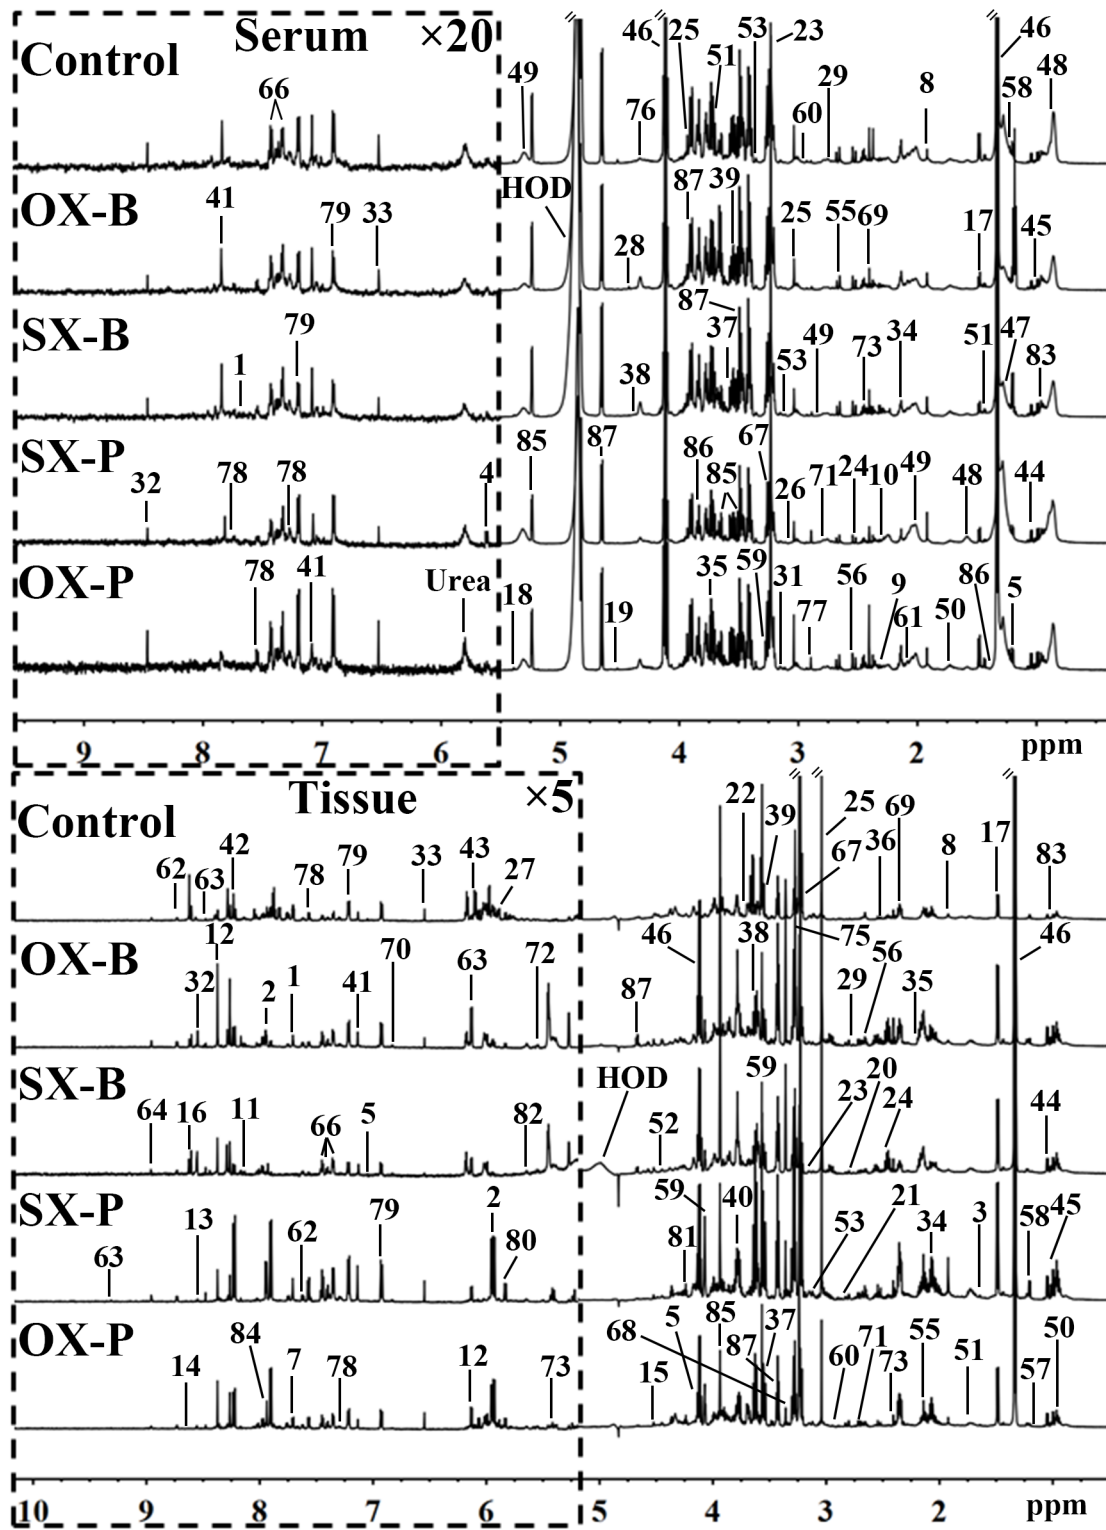 Serum ×20
Control
66 49 76 46 25 51 53 23 60 29 8 46 58 48
OX-B
41 79 33 HOD 28 87 39 25 55 69 17 45
SX-B
1 79 38 87 37 53 49 73 34 51 47 83
SX-P
32 78 78 4 85 87 86 85 67 26 71 24 10 49 48 44
OX-P
78 41 Urea 18 19 35 59 31 77 56 9 61 50 86 5
9 8 7 6 5 4 3 2 ppm
Tissue ×5
Control
62 63 42 78 79 33 43 27 22 39 25 67 36 69 8 17 83
OX-B
32 12 2 1 41 70 63 72 87 46 38 75 29 56 35 46
SX-B
64 16 11 66 5 82 HOD 52 59 23 20 24 44
SX-P
63 13 62 79 2 80 81 59 40 53 21 34 3 58 45
OX-P
14 84 7 78 12 73 15 68 5 85 87 37 60 71 73 55 51 57 50
10 9 8 7 6 5 4 3 2 ppm